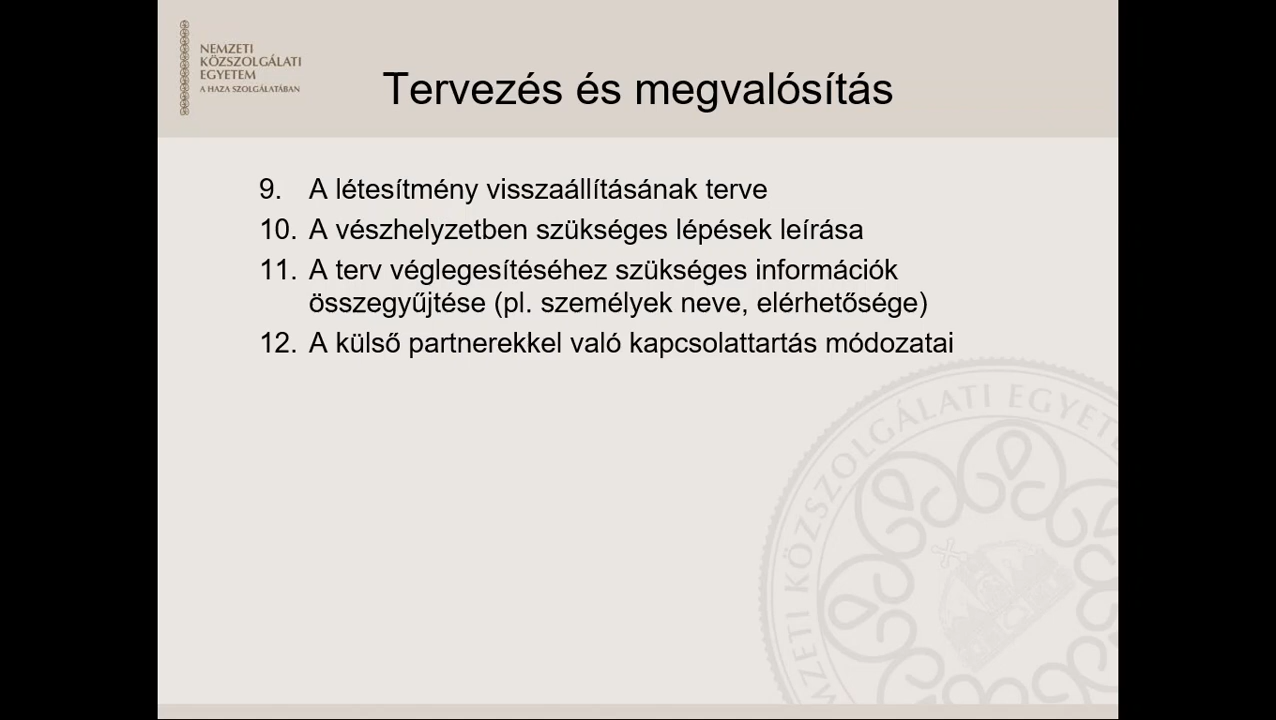 NEMZETI
KÖZSZOLGÁLATI
EGYETEM
A HAZA SZOLGÁLATÁBAN
Tervezés és megvalósítás
9. A létesítmény visszaállításának terve
10. A vészhelyzetben szükséges lépések leírása
11. A terv véglegesítéséhez szükséges információk
összegyűjtése (pl. személyek neve, elérhetősége)
12. A külső partnerekkel való kapcsolattartás módozatai
KÖZSZOLGÁLATI